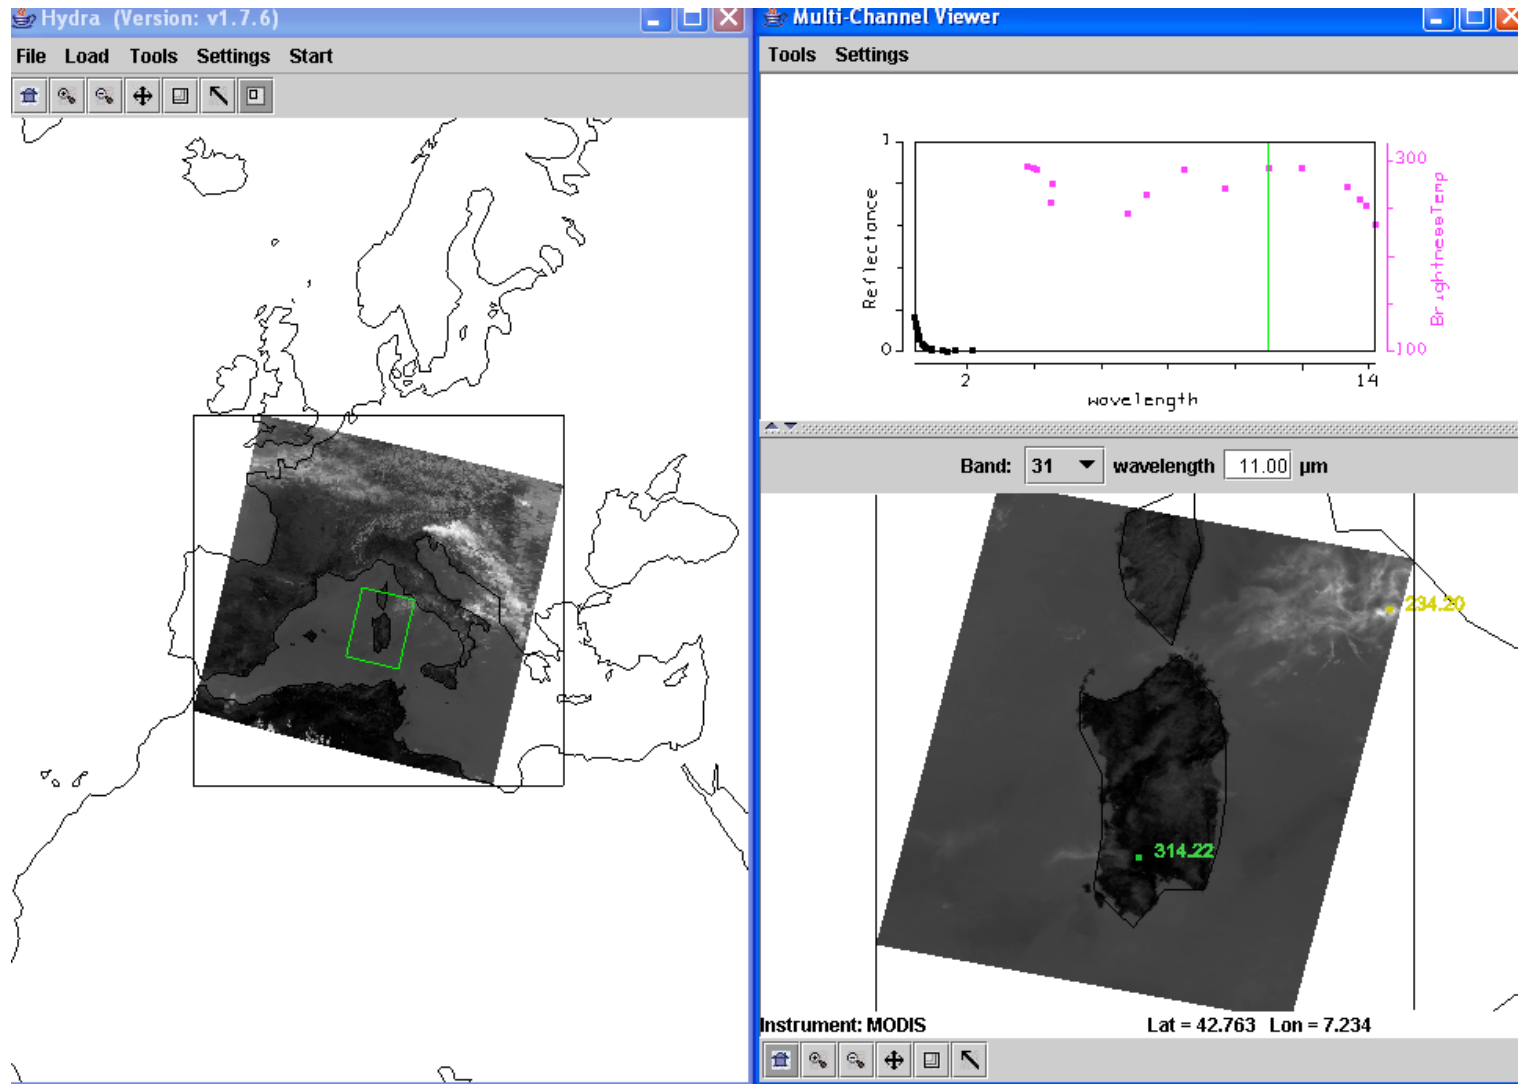 Hydra (Version: v1.7.6)
File Load Tools Settings Start
Multi-Channel Viewer
Tools Settings
1
Reflectance
0
300
BrightnessTemp
100
2
14
wavelength
Band: 31 wavelength 11.00 µm
234.20
314.22
Instrument: MODIS
Lat = 42.763 Lon = 7.234